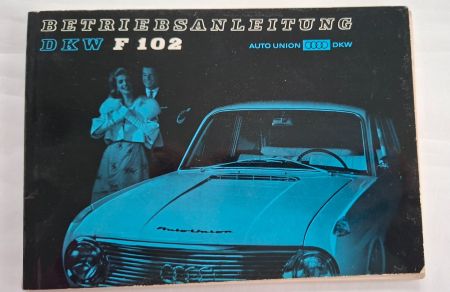 BETRIEBSANLEITUNG
DKW F 102
AUTO UNION DKW
Auto Union